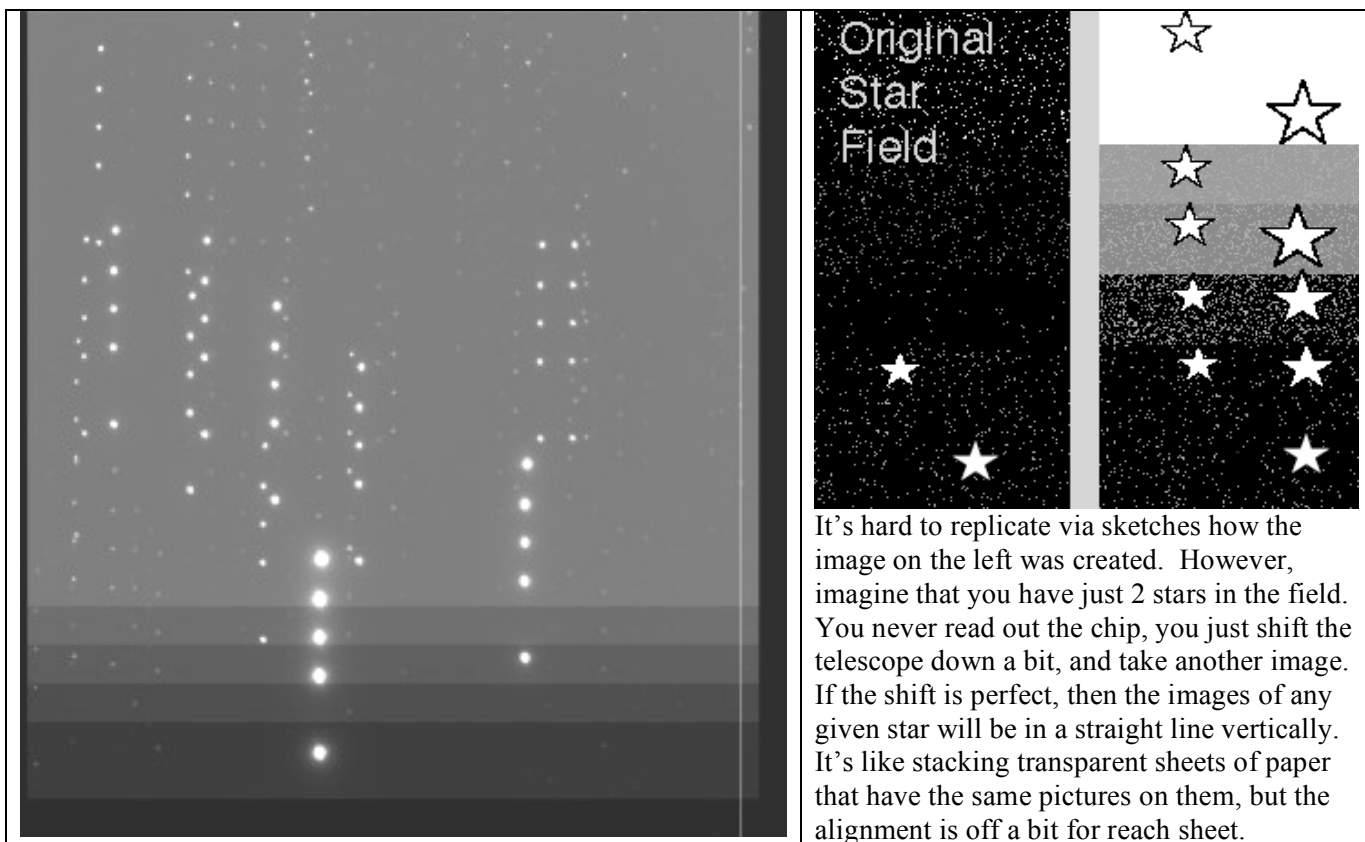 Original
Star
Field
It’s hard to replicate via sketches how the
image on the left was created.  However,
imagine that you have just 2 stars in the field.
You never read out the chip, you just shift the
telescope down a bit, and take another image.
If the shift is perfect, then the images of any
given star will be in a straight line vertically.
It’s like stacking transparent sheets of paper
that have the same pictures on them, but the
alignment is off a bit for reach sheet.